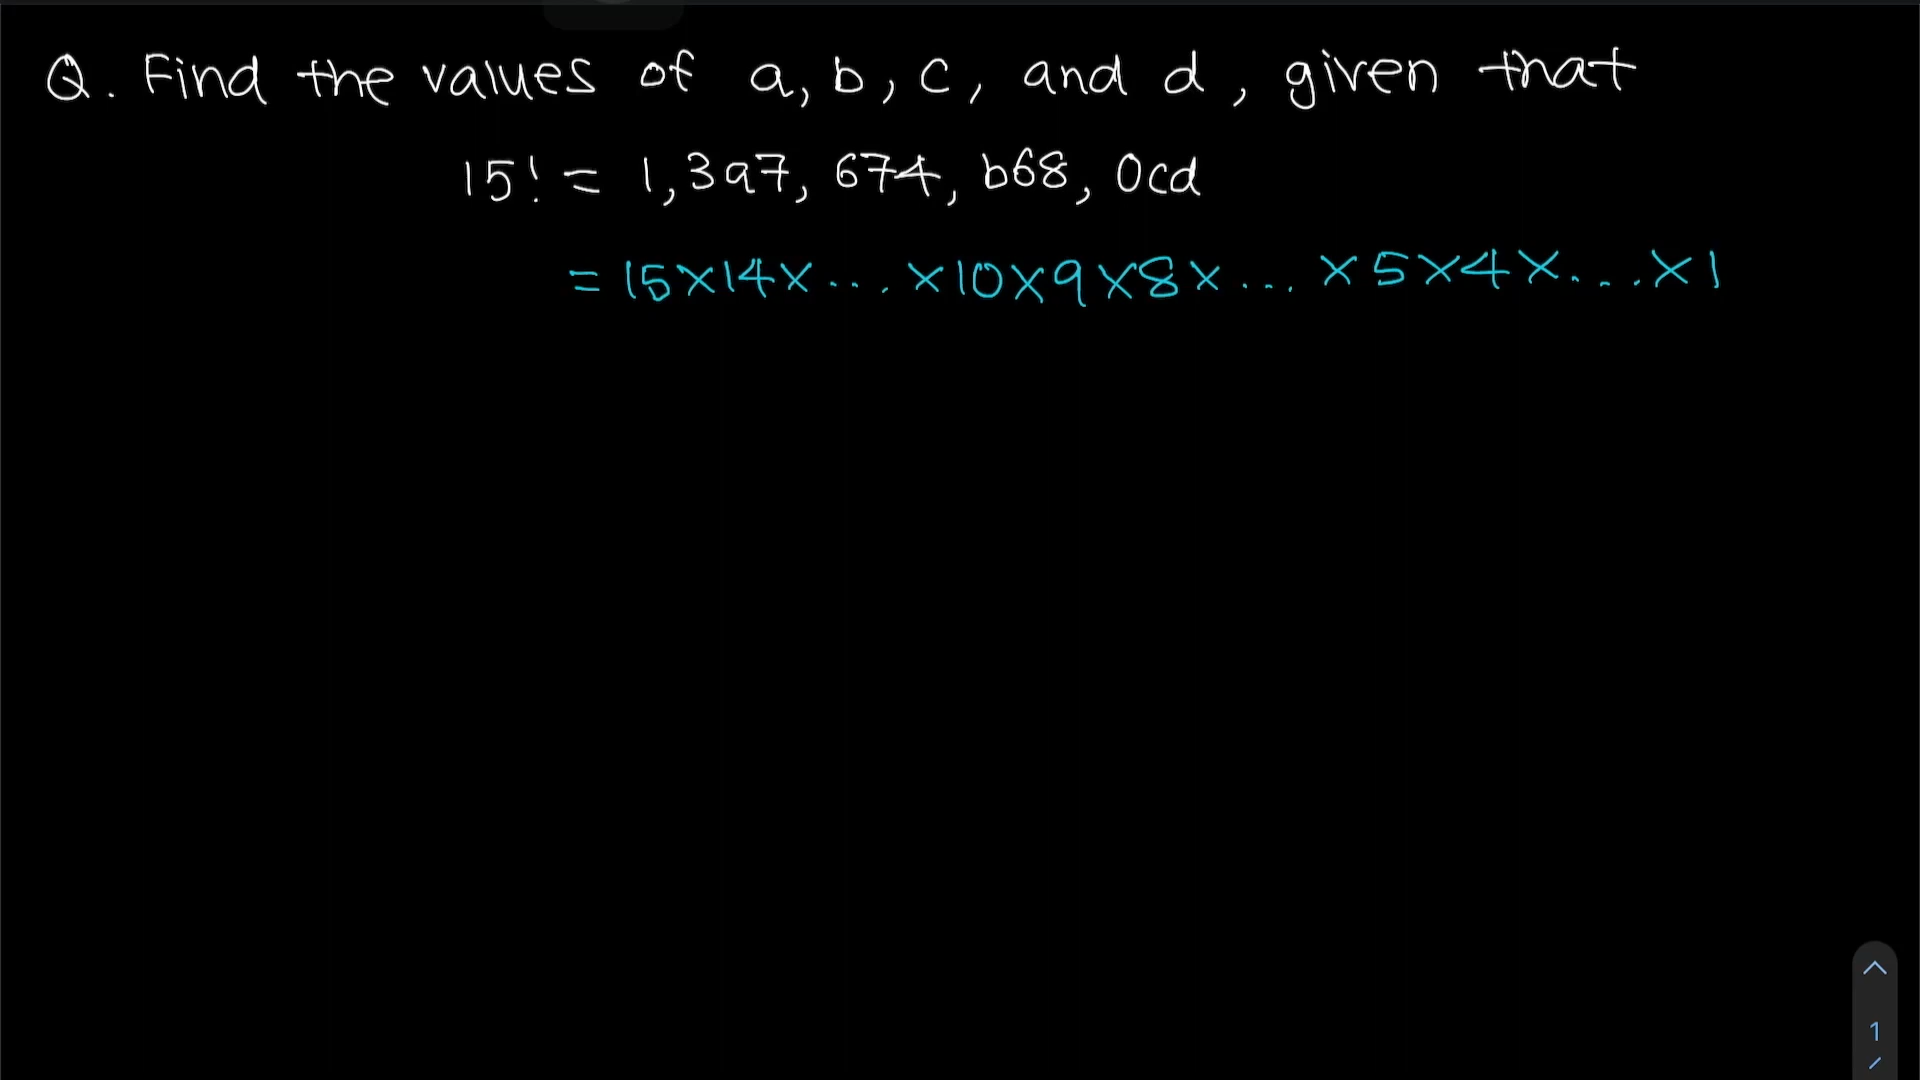 Q. Find the values of a, b, c, and d, given that
15! = 1,3a7, 674, b68, 0cd
= 15×14×...×10×9×8×...×5×4×...×1
1